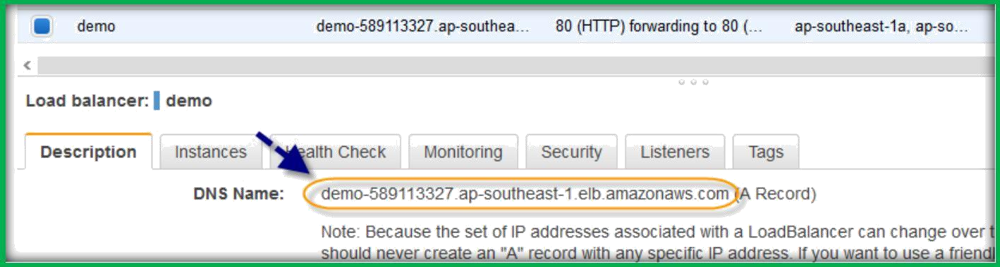 demo demo-589113327.ap-southea... 80 (HTTP) forwarding to 80 (... ap-southeast-1a, ap-so...
Load balancer: demo
Description Instances Health Check Monitoring Security Listeners Tags
DNS Name: demo-589113327.ap-southeast-1.elb.amazonaws.com (A Record)
Note: Because the set of IP addresses associated with a LoadBalancer can change over
should never create an "A" record with any specific IP address. If you want to use a